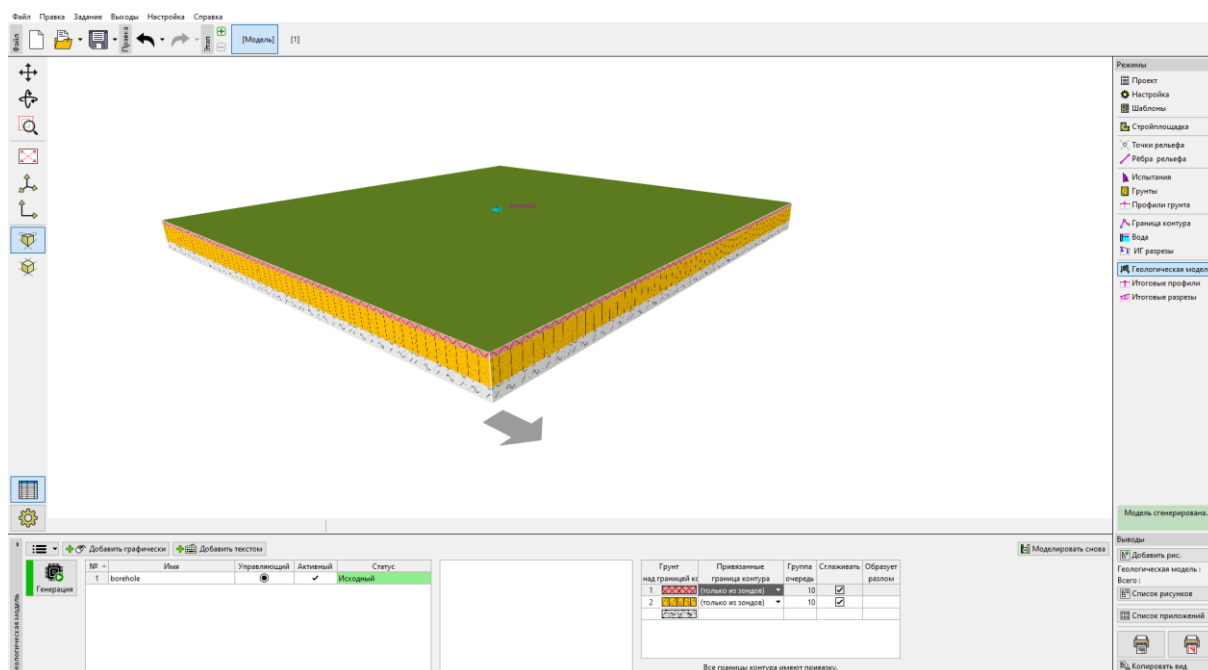 Файл Правка Задание Выходы Настройка Справка
Файл Правка Этап [Модель] [1]
borehole
Режимы
Проект
Настройка
Шаблоны
Стройплощадка
Точки рельефа
Рёбра рельефа
Испытания
Грунты
Профили грунта
Граница контура
Вода
ИГ разрезы
Геологическая модел
Итоговые профили
Итоговые разрезы
Модель сгенерирована.
Добавить графически Добавить текстом Моделировать снова
Генерация
№ Имя Управляющий Активный Статус
1 borehole Исходный
Грунт Привязанные Группа Сглаживать Образует
над границей кс граница контура очередь разлом
1 (только из зондов) 10
2 (только из зондов) 10
Все границы контура имеют привязку.
еологическая модель
Выводы
Добавить рис.
Геологическая модель :
Всего :
Список рисунков
Список приложений
Копировать вид